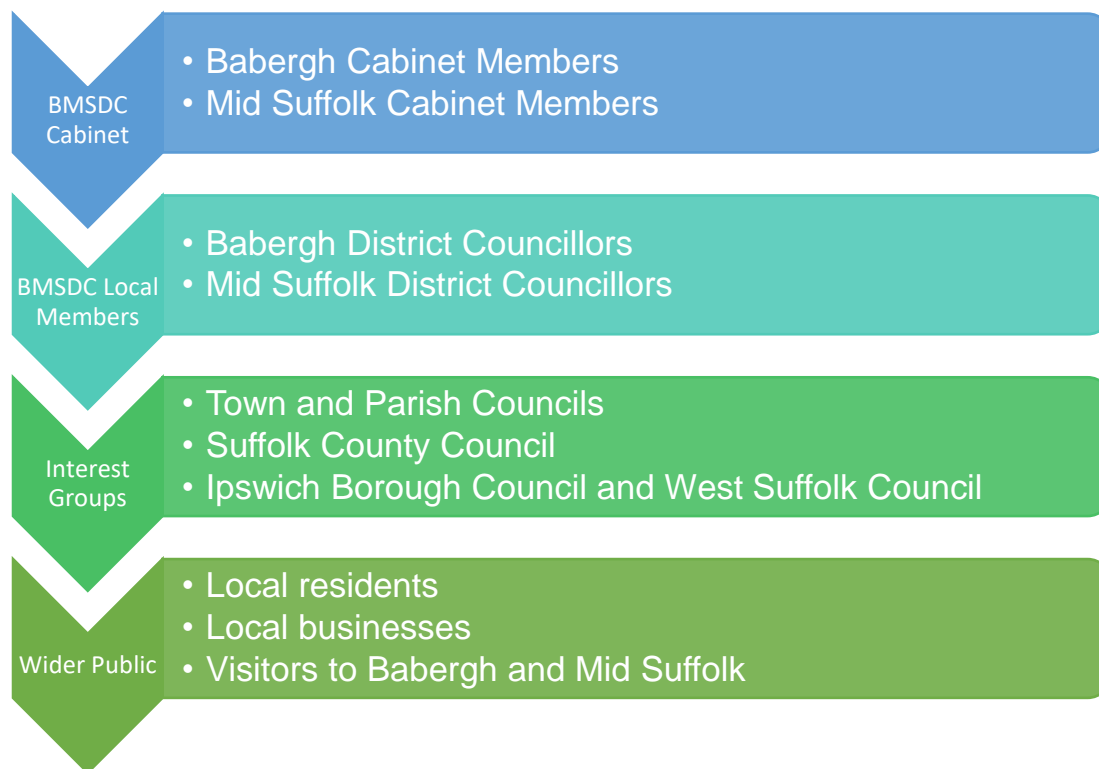 BMSDC
Cabinet
• Babergh Cabinet Members
• Mid Suffolk Cabinet Members
BMSDC Local
Members
• Babergh District Councillors
• Mid Suffolk District Councillors
Interest
Groups
• Town and Parish Councils
• Suffolk County Council
• Ipswich Borough Council and West Suffolk Council
Wider Public
• Local residents
• Local businesses
• Visitors to Babergh and Mid Suffolk